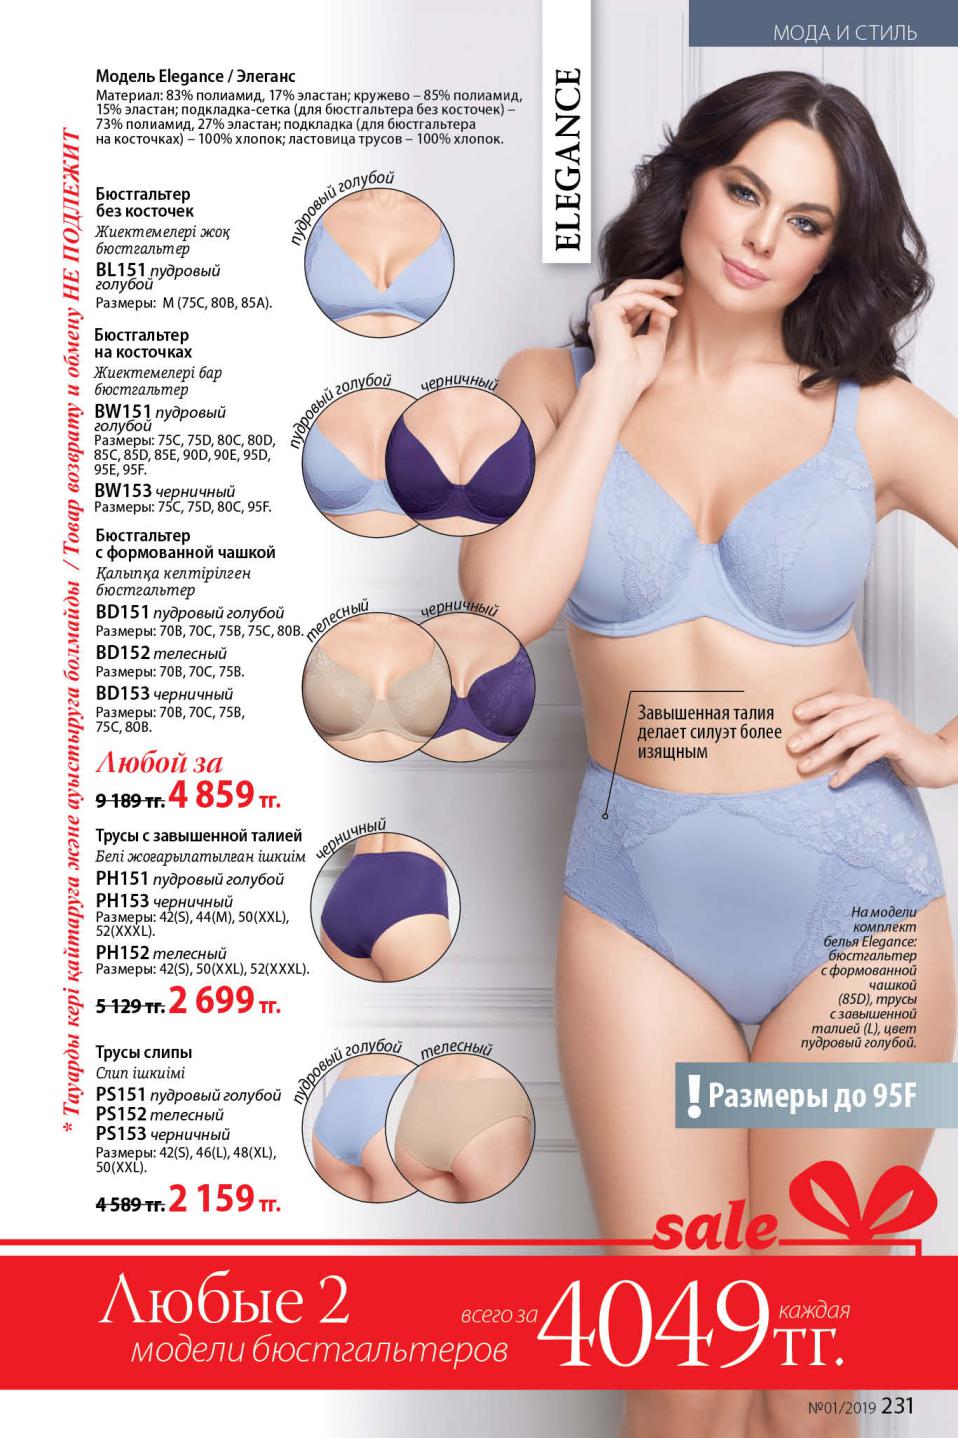 МОДА И СТИЛЬ
ELEGANCE
Модель Elegance / Элеганс
Материал: 83% полиамид, 17% эластан; кружево – 85% полиамид,
15% эластан; подкладка-сетка (для бюстгальтера без косточек) –
73% полиамид, 27% эластан; подкладка (для бюстгальтера
на косточках) – 100% хлопок; ластовица трусов – 100% хлопок.
* Тауарды кері қайтаруға және ауыстыруға болмайды / Товар возврату и обмену НЕ ПОДЛЕЖИТ
Бюстгальтер
без косточек
Жиектемелері жоқ
бюстгальтер
BL151 пудровый
голубой
Размеры: M (75C, 80B, 85A).
пудровый голубой
Бюстгальтер
на косточках
Жиектемелері бар
бюстгальтер
BW151 пудровый
голубой
Размеры: 75C, 75D, 80C, 80D,
85C, 85D, 85E, 90D, 90E, 95D,
95E, 95F.
BW153 черничный
Размеры: 75C, 75D, 80C, 95F.
пудровый голубой
черничный
Бюстгальтер
с формованной чашкой
Қалыпқа келтірілген
бюстгальтер
BD151 пудровый голубой
Размеры: 70B, 70C, 75B, 75C, 80B.
BD152 телесный
Размеры: 70B, 70C, 75B.
BD153 черничный
Размеры: 70B, 70C, 75B,
75C, 80B.
телесный
черничный
Любой за
9 189 тг. 4 859 тг.
Завышенная талия
делает силуэт более
изящным
Трусы с завышенной талией
Белі жоғарылатылған ішкиім
PH151 пудровый голубой
PH153 черничный
Размеры: 42(S), 44(M), 50(XXL),
52(XXXL).
PH152 телесный
Размеры: 42(S), 50(XXL), 52(XXXL).
черничный
5 129 тг. 2 699 тг.
На модели
комплект
белья Elegance:
бюстгальтер
с формованной
чашкой
(85D), трусы
с завышенной
талией (L), цвет
пудровый голубой.
Трусы слипы
Слип ішкиімі
PS151 пудровый голубой
PS152 телесный
PS153 черничный
Размеры: 42(S), 46(L), 48(XL),
50(XXL).
пудровый голубой
телесный
4 589 тг. 2 159 тг.
! Размеры до 95F
sale
Любые 2
модели бюстгальтеров
всего за
4049 тг.
каждая
№01/2019 231